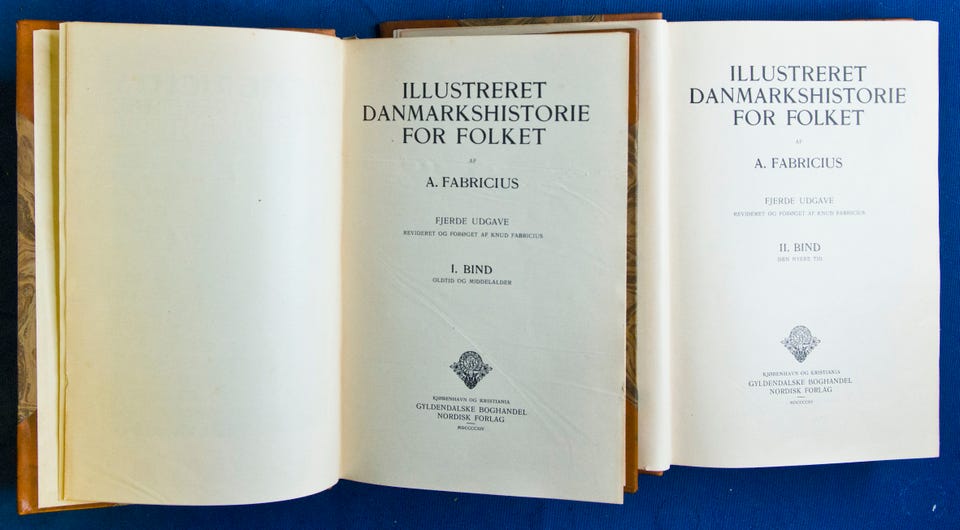 ILLUSTRERET
DANMARKSHISTORIE
FOR FOLKET
AF
A. FABRICIUS
FJERDE UDGAVE
REVIDERET OG FORØGET AF KNUD FABRICIUS
I. BIND
OLDTID OG MIDDELALDER
KJØBENHAVN OG KRISTIANIA
GYLDENDALSKE BOGHANDEL
NORDISK FORLAG
MDCCCCXIV
ILLUSTRERET
DANMARKSHISTORIE
FOR FOLKET
AF
A. FABRICIUS
FJERDE UDGAVE
REVIDERET OG FORØGET AF KNUD FABRICIUS
II. BIND
DEN NYERE TID
KJØBENHAVN OG KRISTIANIA
GYLDENDALSKE BOGHANDEL
NORDISK FORLAG